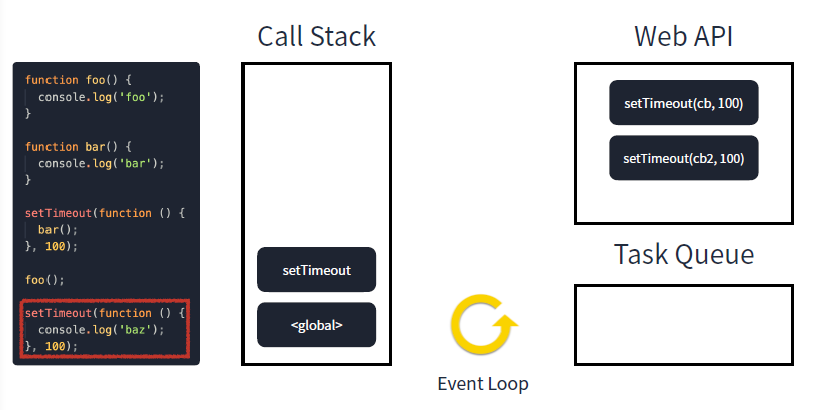 function foo() {
  console.log('foo');
}
function bar() {
  console.log('bar');
}
setTimeout(function () {
  bar();
}, 100);
foo();
setTimeout(function () {
  console.log('baz');
}, 100);
Call Stack
setTimeout
<global>
Event Loop
Web API
setTimeout(cb, 100)
setTimeout(cb2, 100)
Task Queue